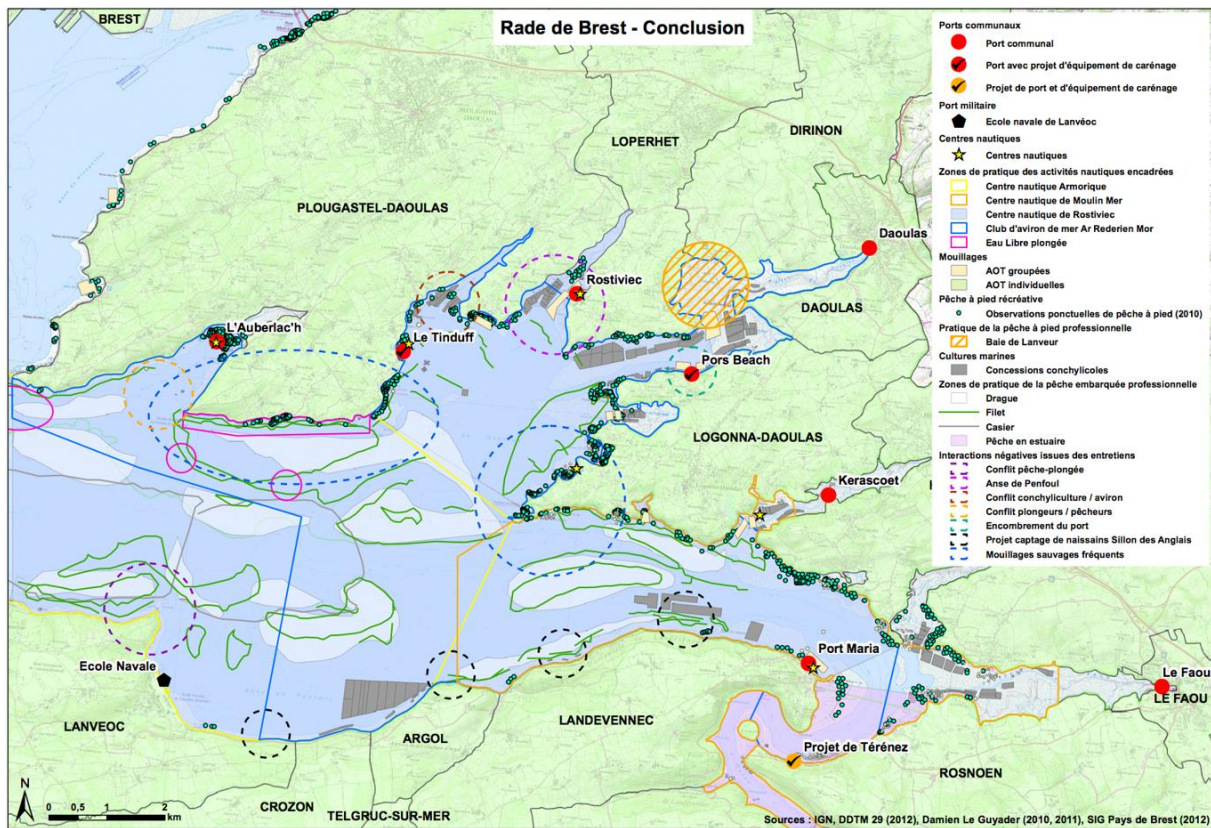 Rade de Brest - Conclusion
BREST
LOPERHET
DIRINON
PLOUGASTEL-DAOULAS
Daoulas
Rostiviec
DAOULAS
L'Auberlac'h
Le Tinduff
Pors Beach
LOGONNA-DAOULAS
Kerascoet
Ecole Navale
Port Maria
Le Faou
LE FAOU
LANVEOC
ARGOL
LANDEVENNEC
Projet de Térénez
ROSNOEN
CROZON
TELGRUC-SUR-MER
N
0 0,5 1 2
km
Ports communaux
Port communal
Port avec projet d'équipement de carénage
Projet de port et d'équipement de carénage
Port militaire
Ecole navale de Lanvéoc
Centres nautiques
Centres nautiques
Zones de pratique des activités nautiques encadrées
Centre nautique Armorique
Centre nautique de Moulin Mer
Centre nautique de Rostiviec
Club d'aviron de mer Ar Rederien Mor
Eau Libre plongée
Mouillages
AOT groupées
AOT individuelles
Pêche à pied récréative
Observations ponctuelles de pêche à pied (2010)
Pratique de la pêche à pied professionnelle
Baie de Lanveur
Cultures marines
Concessions conchylicoles
Zones de pratique de la pêche embarquée professionnelle
Drague
Filet
Casier
Pêche en estuaire
Interactions négatives issues des entretiens
Conflit pêche-plongée
Anse de Penfoul
Conflit conchyliculture / aviron
Conflit plongeurs / pêcheurs
Encombrement du port
Projet captage de naissains Sillon des Anglais
Mouillages sauvages fréquents
Sources : IGN, DDTM 29 (2012), Damien Le Guyader (2010, 2011), SIG Pays de Brest (2012)